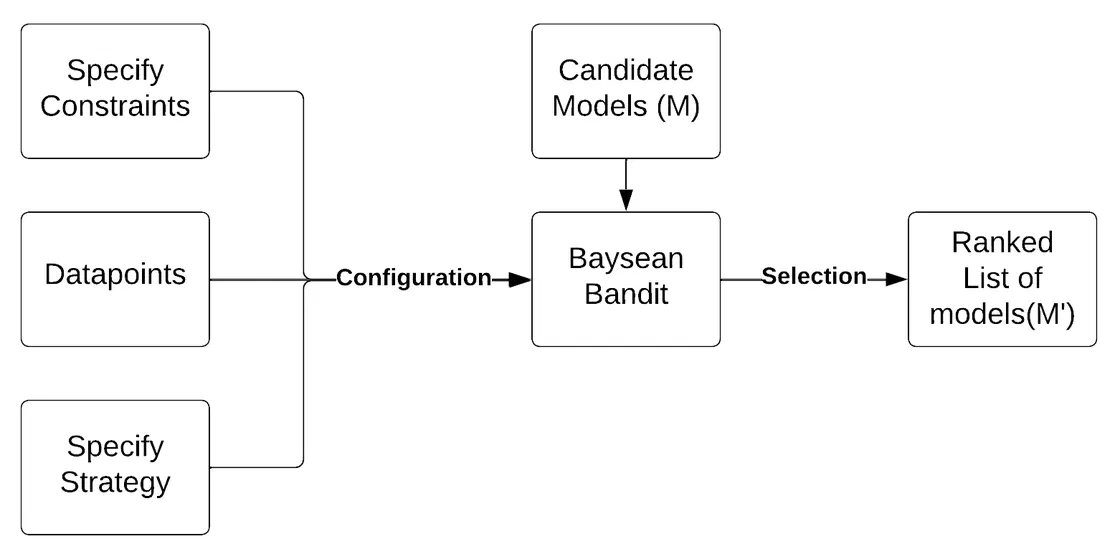 Specify
Constraints
Candidate
Models (M)
Datapoints
Configuration
Baysean
Bandit
Selection
Ranked
List of
models(M')
Specify
Strategy